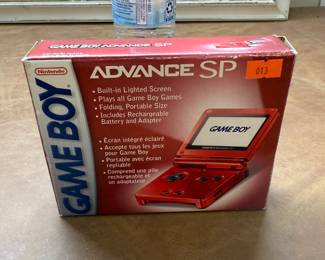 GAME BOY ADVANCE SP
Nintendo
ADVANCE SP
013
• Built-in Lighted Screen
• Plays all Game Boy Games
• Folding, Portable Size
• Includes Rechargeable
Battery and Adapter
• Écran intégré éclairé
• Accepte tous les jeux
pour Game Boy
• Portable avec écran
repliable
• Comprend une pile
rechargeable et
un adaptateur
GAME BOY
GAME BOY